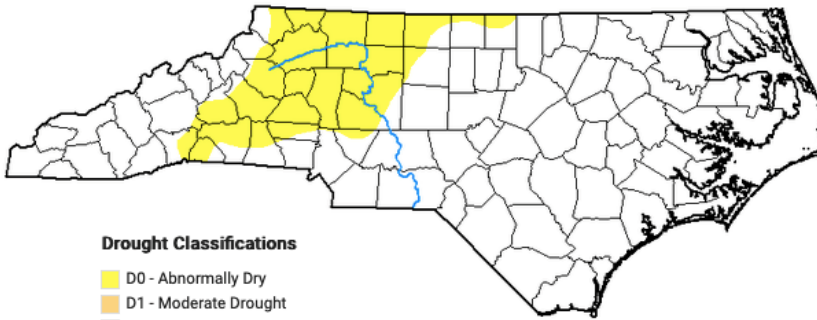 Drought Classifications
D0 - Abnormally Dry
D1 - Moderate Drought